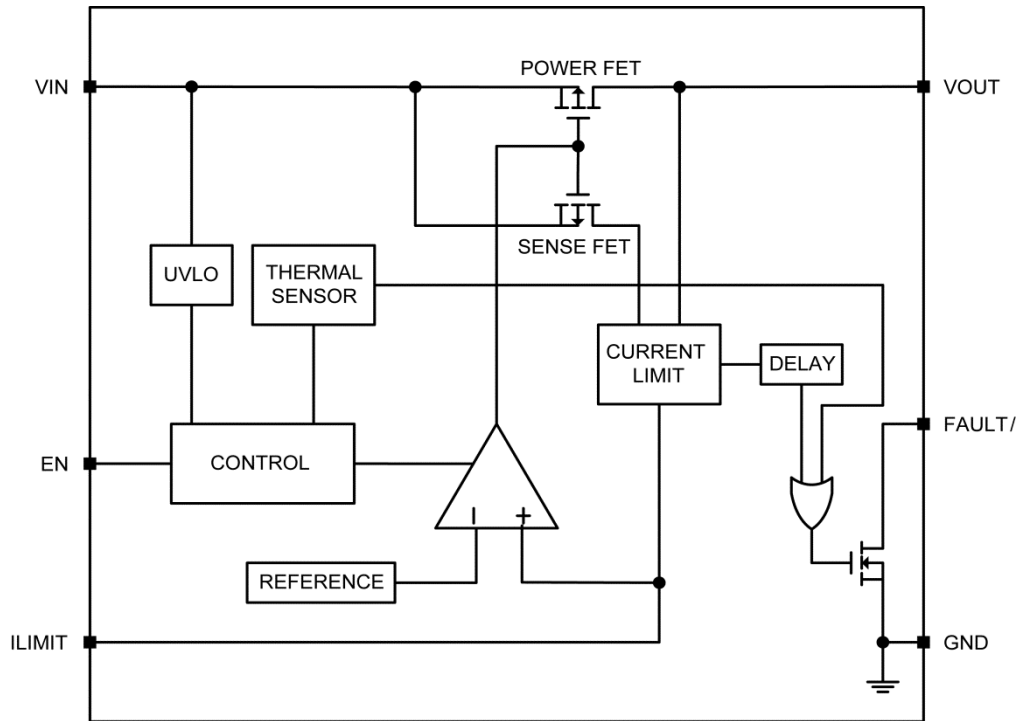 POWER FET
VIN
VOUT
SENSE FET
UVLO
THERMAL
SENSOR
CURRENT
LIMIT
DELAY
FAULT/
EN
CONTROL
- +
REFERENCE
ILIMIT
GND